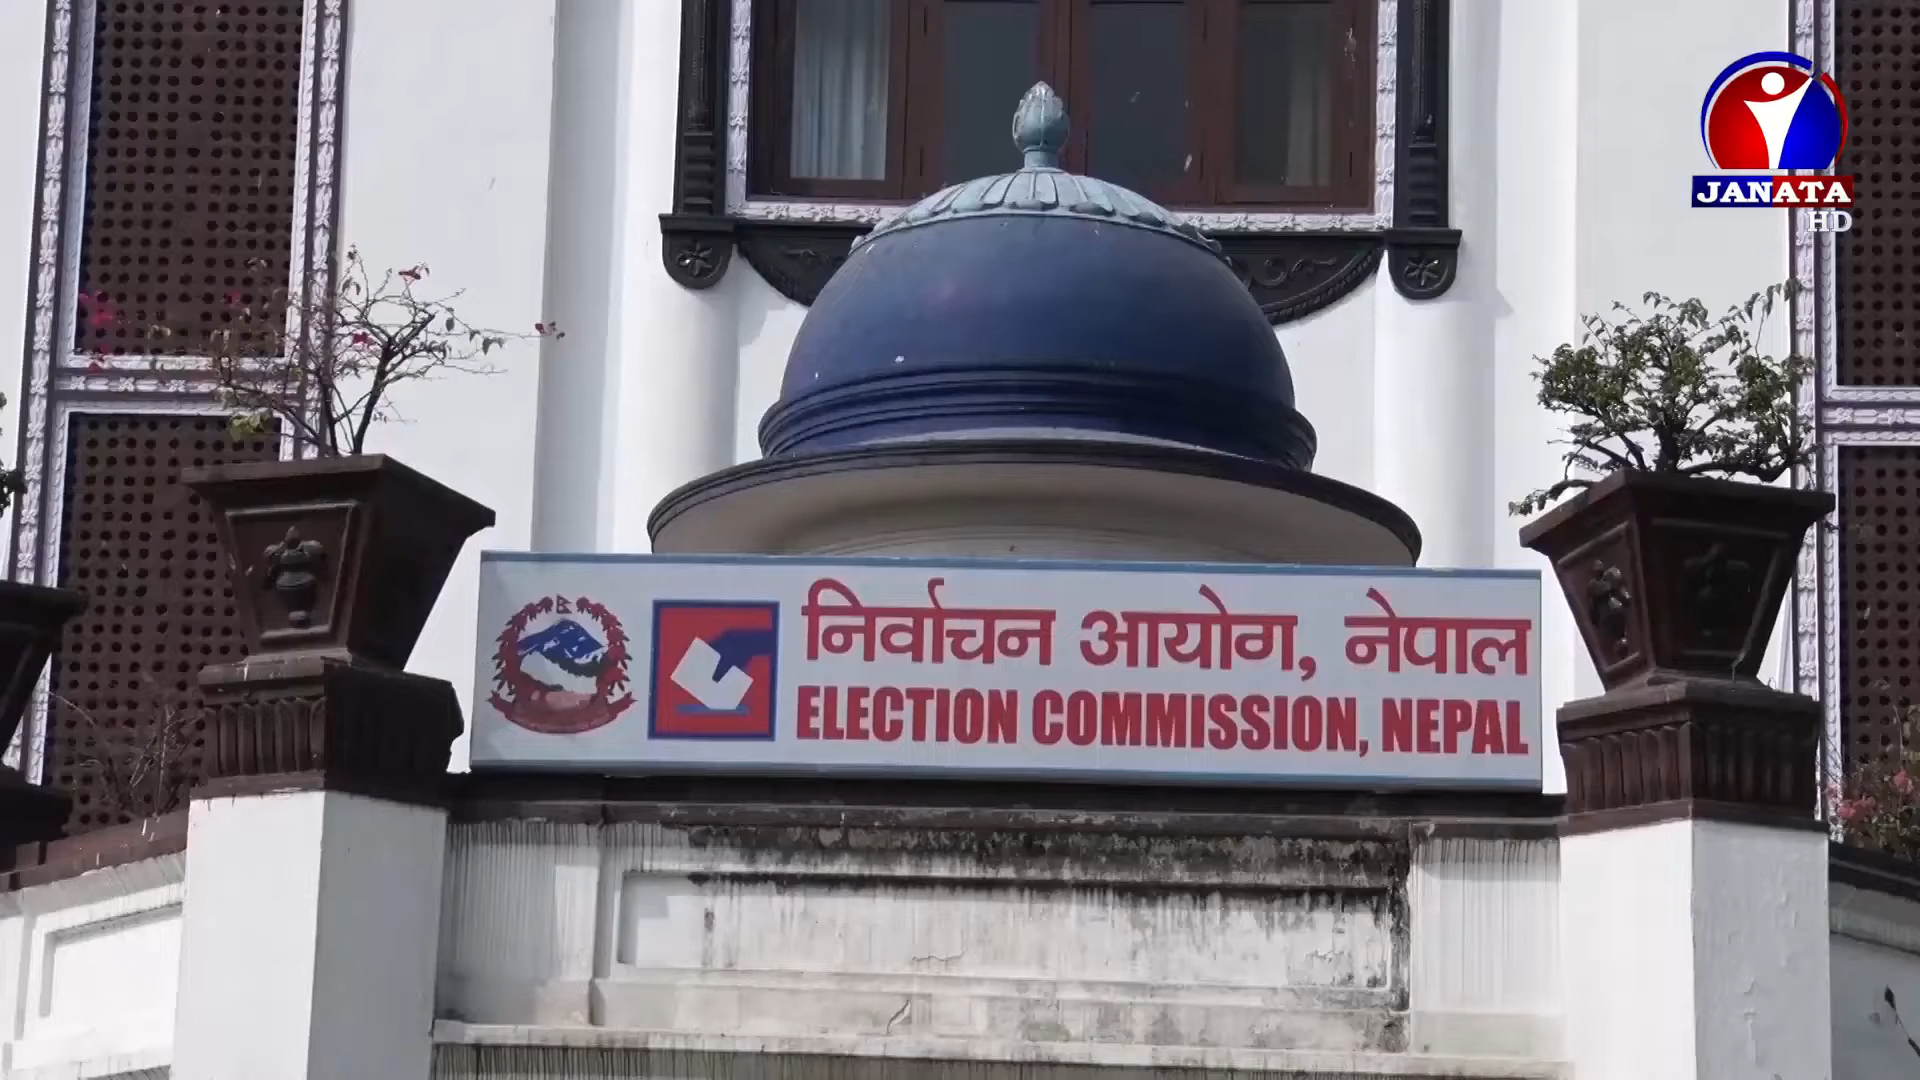 JANATA
HD
निर्वाचन आयोग, नेपाल
ELECTION COMMISSION, NEPAL